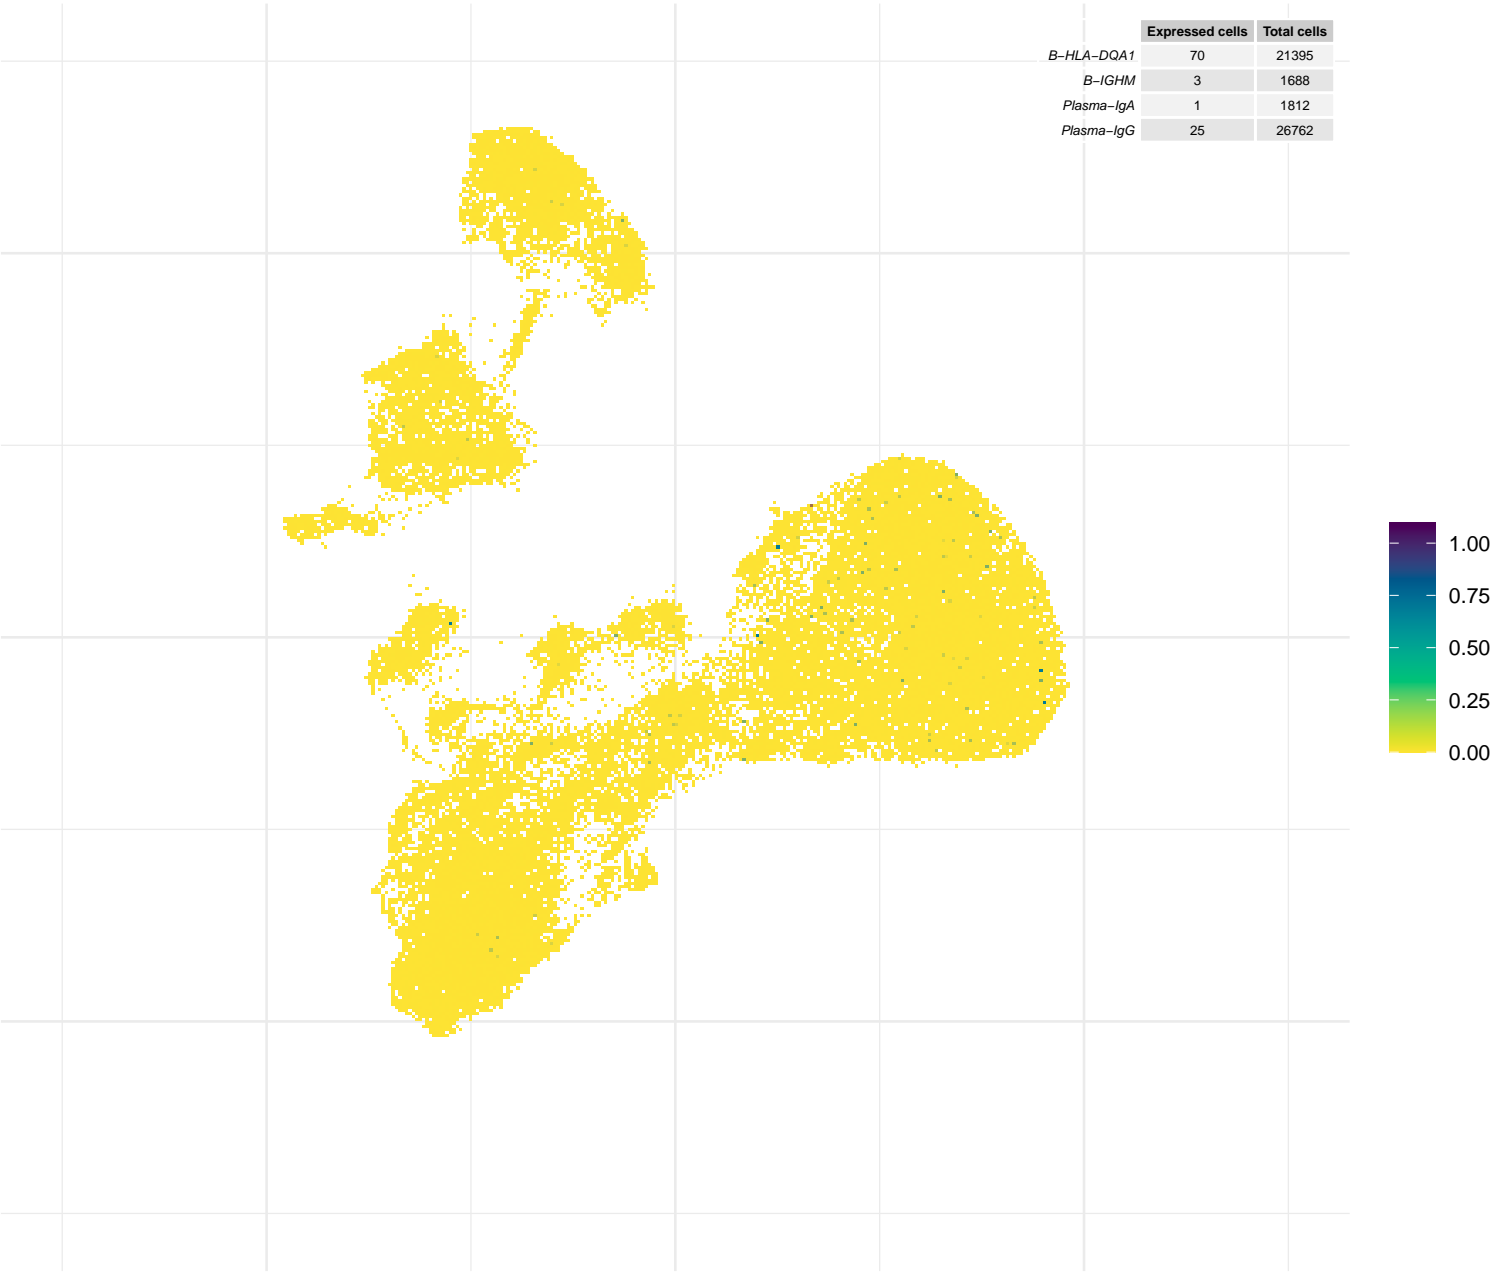 Expressed cells Total cells
B−HLA−DQA1 70 21395
B−IGHM 3 1688
Plasma−IgA 1 1812
Plasma−IgG 25 26762
1.00
0.75
0.50
0.25
0.00